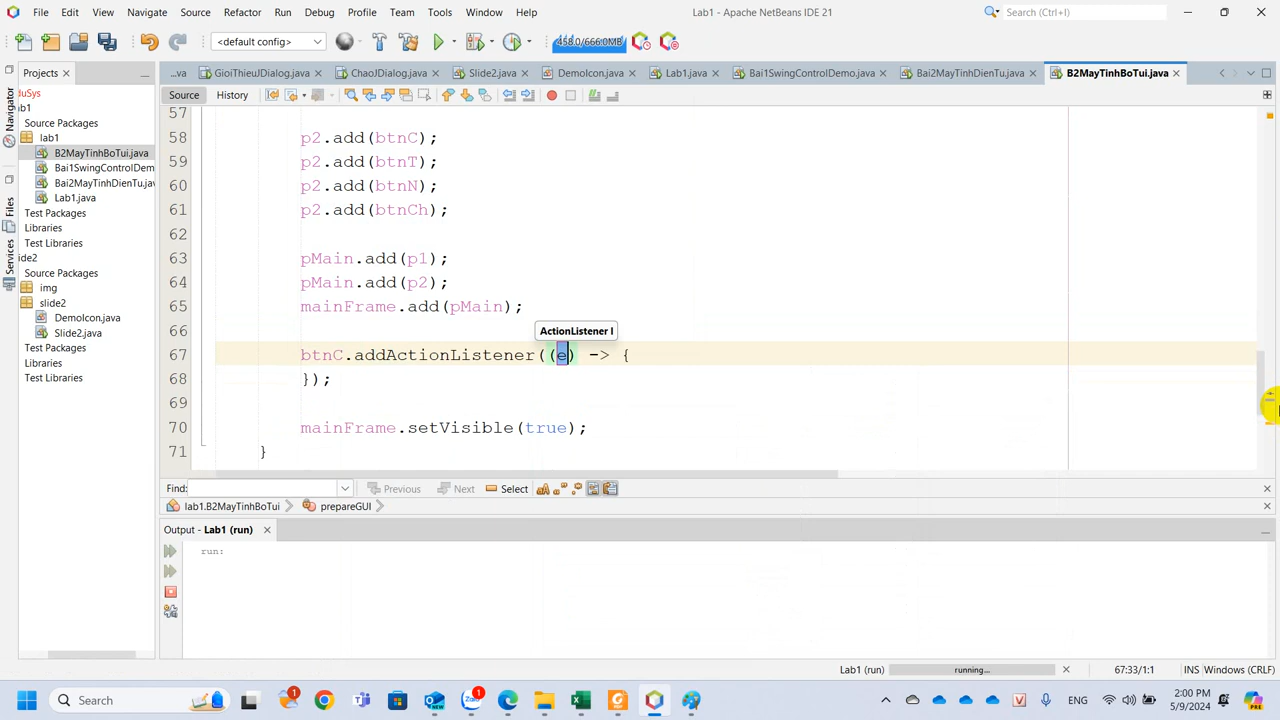 File Edit View Navigate Source Refactor Run Debug Profile Team Tools Window Help
Lab1 - Apache NetBeans IDE 21
Search (Ctrl+I)
<default config>
458.0/666.0MB
Projects
...va
GioiThieuJDialog.java
ChaoJDialog.java
Slide2.java
DemoIcon.java
Lab1.java
Bai1SwingControlDemo.java
Bai2MayTinhDienTu.java
B2MayTinhBoTui.java
Navigator
Files
Services
duSys
ab1
Source Packages
lab1
B2MayTinhBoTui.java
Bai1SwingControlDem
Bai2MayTinhDienTu.jav
Lab1.java
Test Packages
Libraries
Test Libraries
ide2
Source Packages
img
slide2
DemoIcon.java
Slide2.java
Test Packages
Libraries
Test Libraries
Source History
57
58 p2.add(btnC);
59 p2.add(btnT);
60 p2.add(btnN);
61 p2.add(btnCh);
62
63 pMain.add(p1);
64 pMain.add(p2);
65 mainFrame.add(pMain);
66
ActionListener l
67 btnC.addActionListener((e) -> {
68 });
69
70 mainFrame.setVisible(true);
71 }
Find:
Previous Next Select
lab1.B2MayTinhBoTui prepareGUI
Output - Lab1 (run)
run:
Lab1 (run) running... 67:33/1:1 INS Windows (CRLF)
Search
1
1
ENG
2:00 PM
5/9/2024